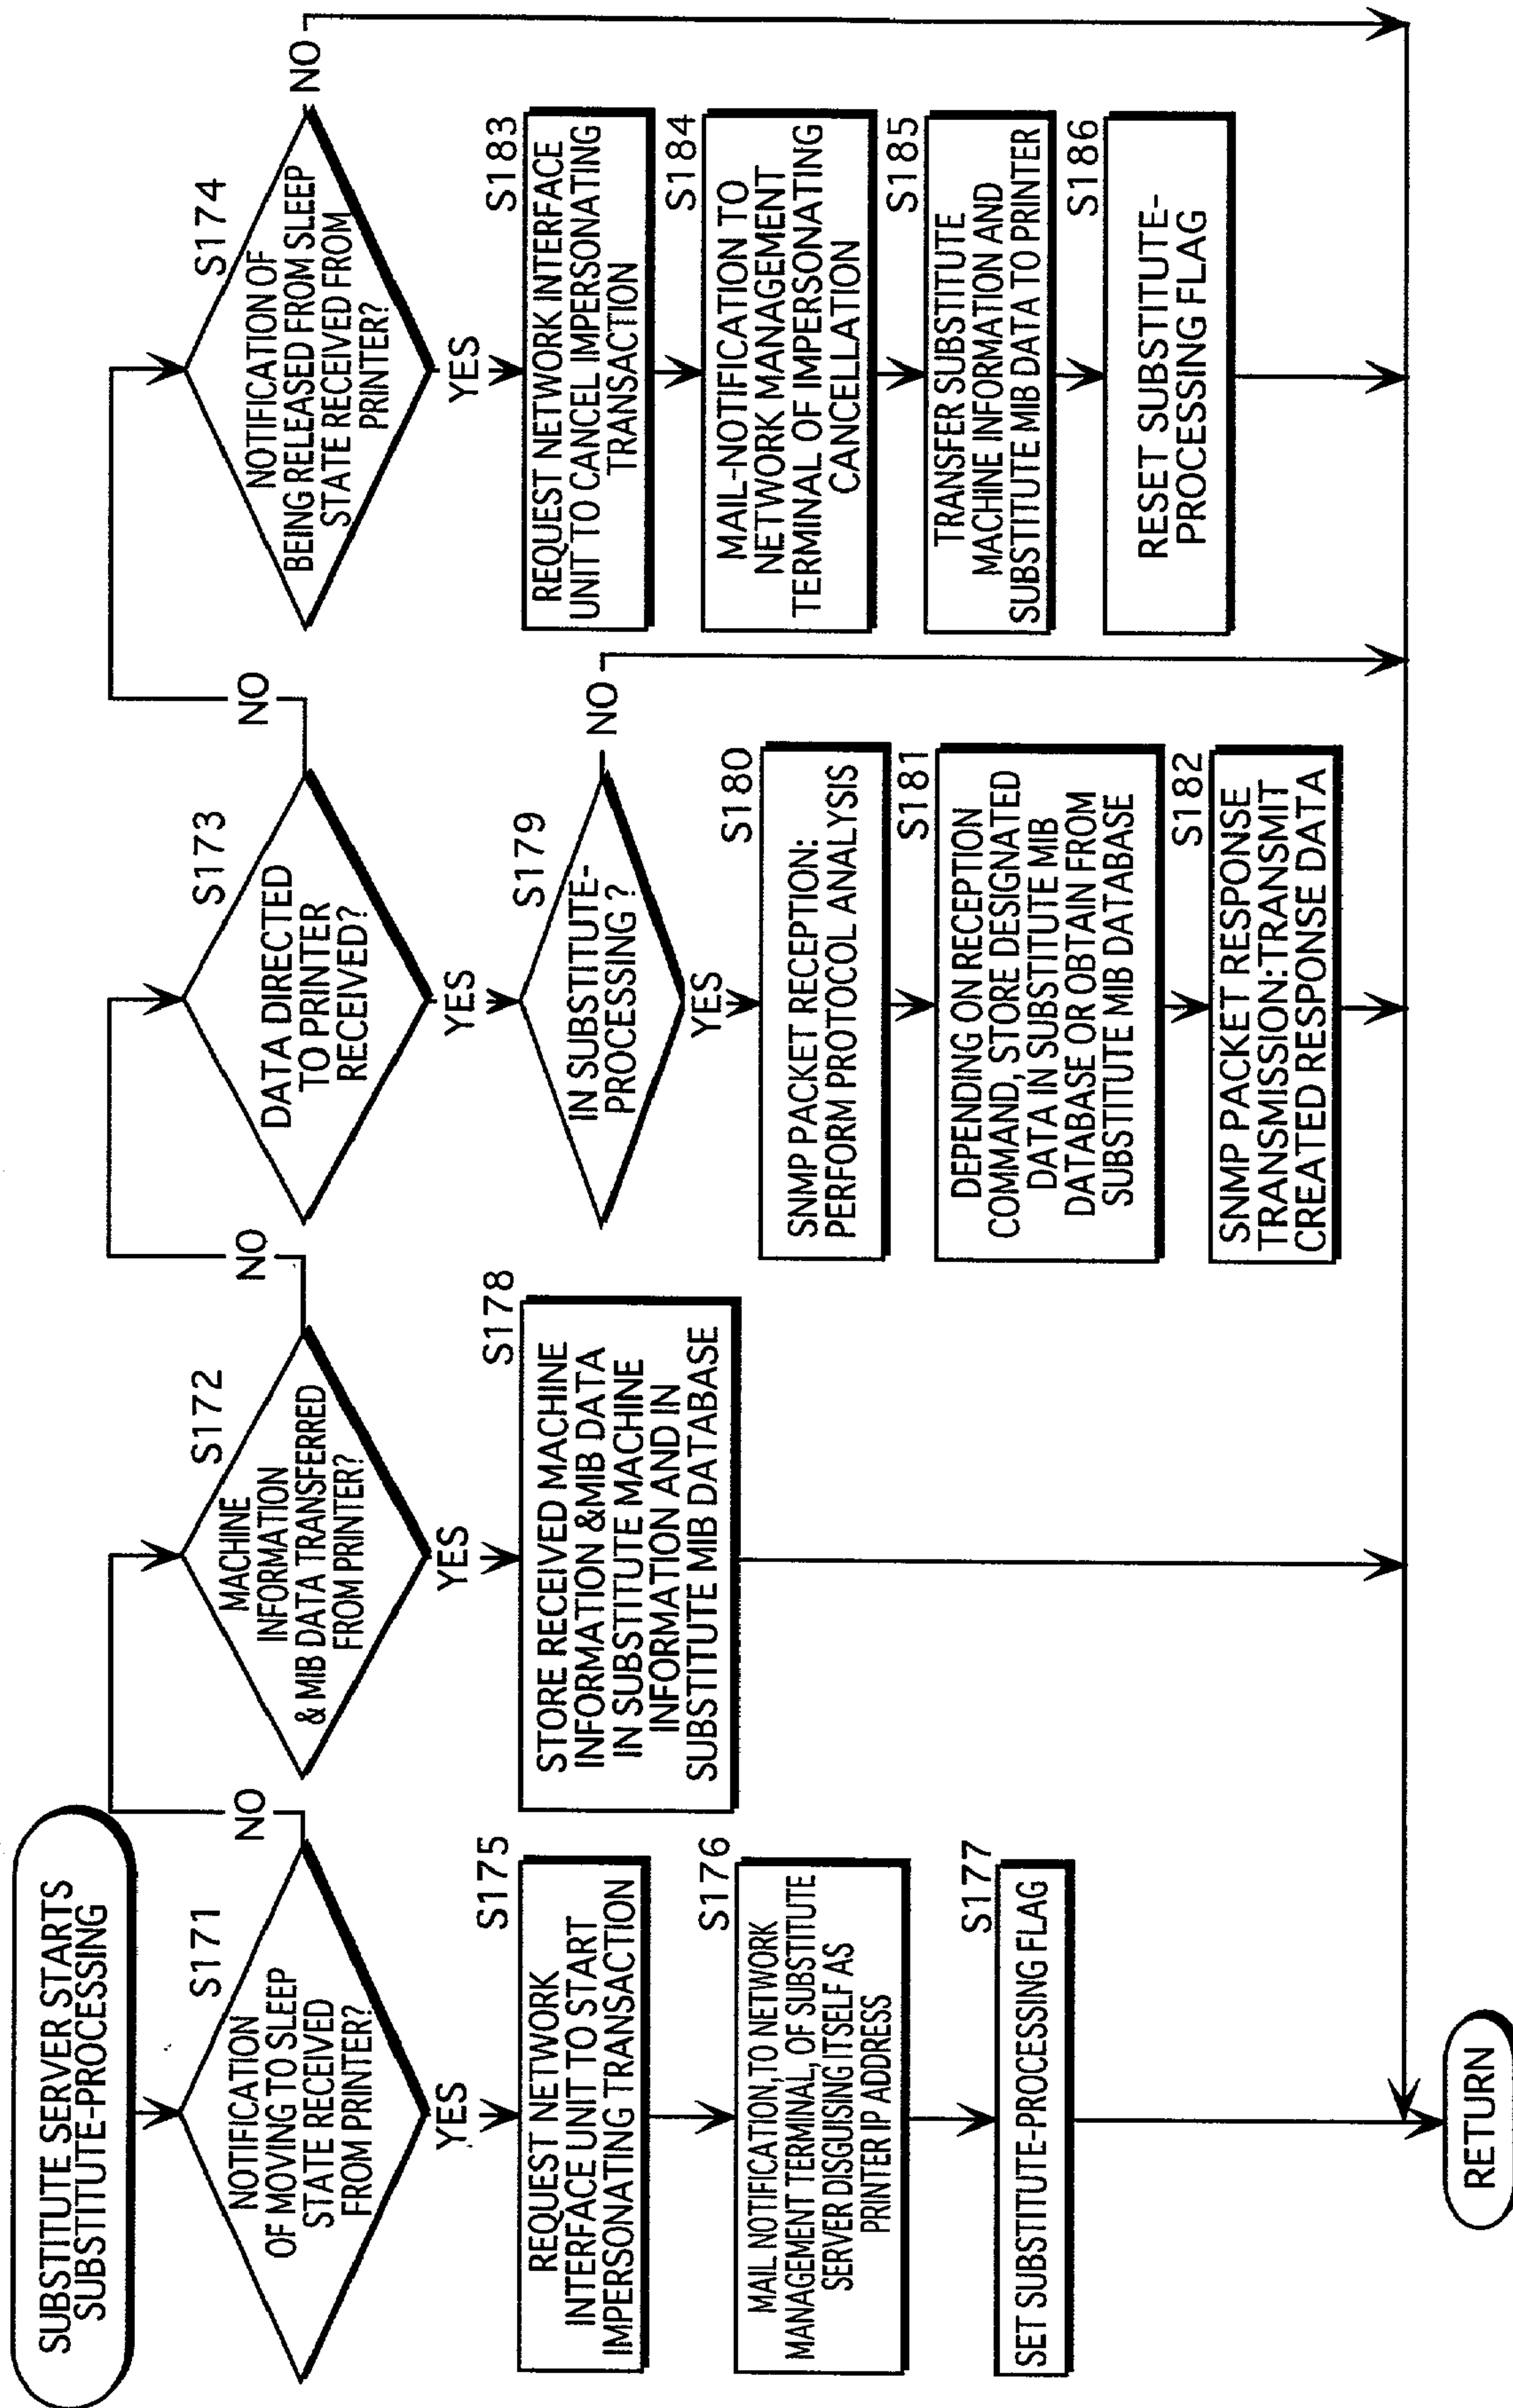 SUBSTITUTE SERVER STARTS
SUBSTITUTE-PROCESSING
S171
NOTIFICATION
OF MOVING TO SLEEP
STATE RECEIVED
FROM PRINTER?
NO
YES
S175
REQUEST NETWORK
INTERFACE UNIT TO START
IMPERSONATING TRANSACTION
S176
MAIL NOTIFICATION, TO NETWORK
MANAGEMENT TERMINAL, OF SUBSTITUTE
SERVER DISGUISING ITSELF AS
PRINTER IP ADDRESS
S177
SET SUBSTITUTE-PROCESSING FLAG
RETURN
S172
MACHINE
INFORMATION
& MIB DATA TRANSFERRED
FROM PRINTER?
NO
YES
S178
STORE RECEIVED MACHINE
INFORMATION &MIB DATA
IN SUBSTITUTE MACHINE
INFORMATION AND IN
SUBSTITUTE MIB DATABASE
S173
DATA DIRECTED
TO PRINTER
RECEIVED?
NO
YES
S179
IN SUBSTITUTE-
PROCESSING ?
NO
YES
S180
SNMP PACKET RECEPTION:
PERFORM PROTOCOL ANALYSIS
S181
DEPENDING ON RECEPTION
COMMAND, STORE DESIGNATED
DATA IN SUBSTITUTE MIB
DATABASE OR OBTAIN FROM
SUBSTITUTE MIB DATABASE
S182
SNMP PACKET RESPONSE
TRANSMISSION:TRANSMIT
CREATED RESPONSE DATA
S174
NOTIFICATION OF
BEING RELEASED FROM SLEEP
STATE RECEIVED FROM
PRINTER?
NO
YES
S183
REQUEST NETWORK INTERFACE
UNIT TO CANCEL IMPERSONATING
TRANSACTION
S184
MAIL-NOTIFICATION TO
NETWORK MANAGEMENT
TERMINAL OF IMPERSONATING
CANCELLATION
S185
TRANSFER SUBSTITUTE
MACHINE INFORMATION AND
SUBSTITUTE MIB DATA TO PRINTER
S186
RESET SUBSTITUTE-
PROCESSING FLAG